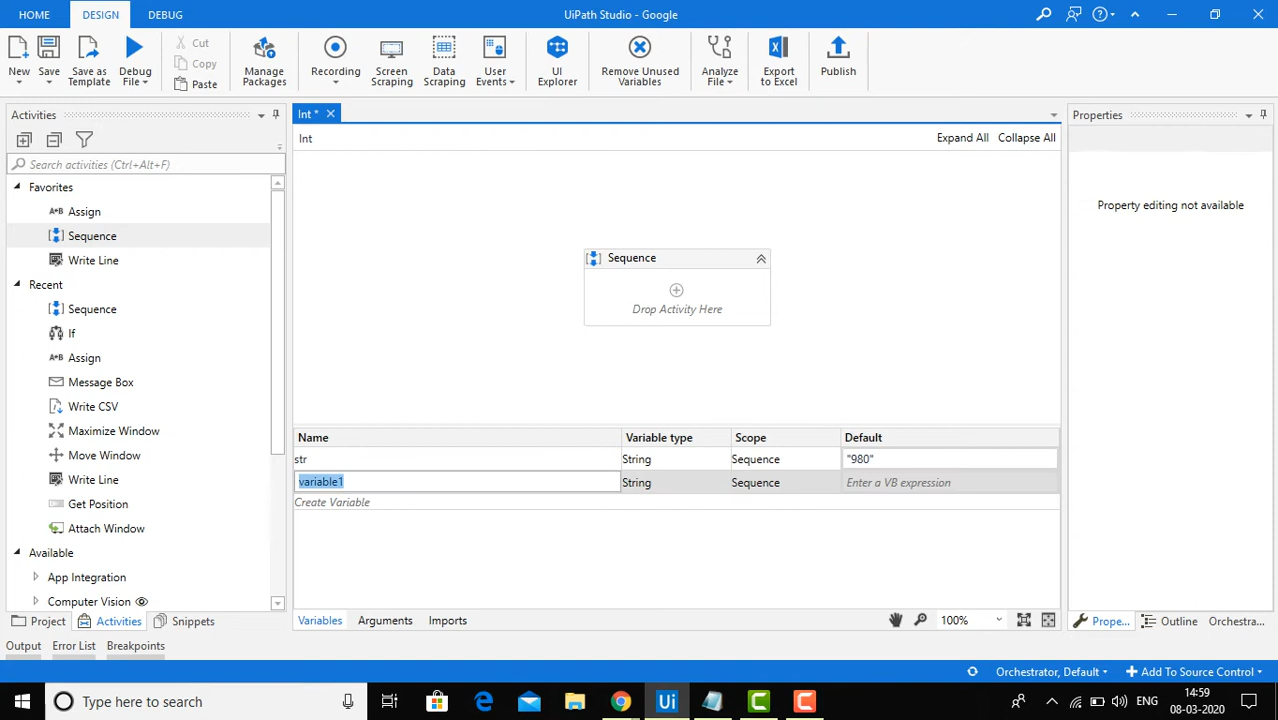 HOME DESIGN DEBUG UiPath Studio - Google
New Save Save as Template Debug File Cut Copy Paste Manage Packages Recording Screen Scraping Data Scraping User Events UI Explorer Remove Unused Variables Analyze File Export to Excel Publish
Activities
Search activities (Ctrl+Alt+F)
Favorites
Assign
Sequence
Write Line
Recent
Sequence
If
Assign
Message Box
Write CSV
Maximize Window
Move Window
Write Line
Get Position
Attach Window
Available
App Integration
Computer Vision
Project Activities Snippets
Int *
Int Expand All Collapse All
Sequence
Drop Activity Here
Name Variable type Scope Default
str String Sequence "980"
variable1 String Sequence Enter a VB expression
Create Variable
Variables Arguments Imports 100%
Properties
Property editing not available
Prope... Outline Orchestra...
Output Error List Breakpoints
Orchestrator, Default Add To Source Control
Type here to search
Ui
ENG
14:59
08-03-2020